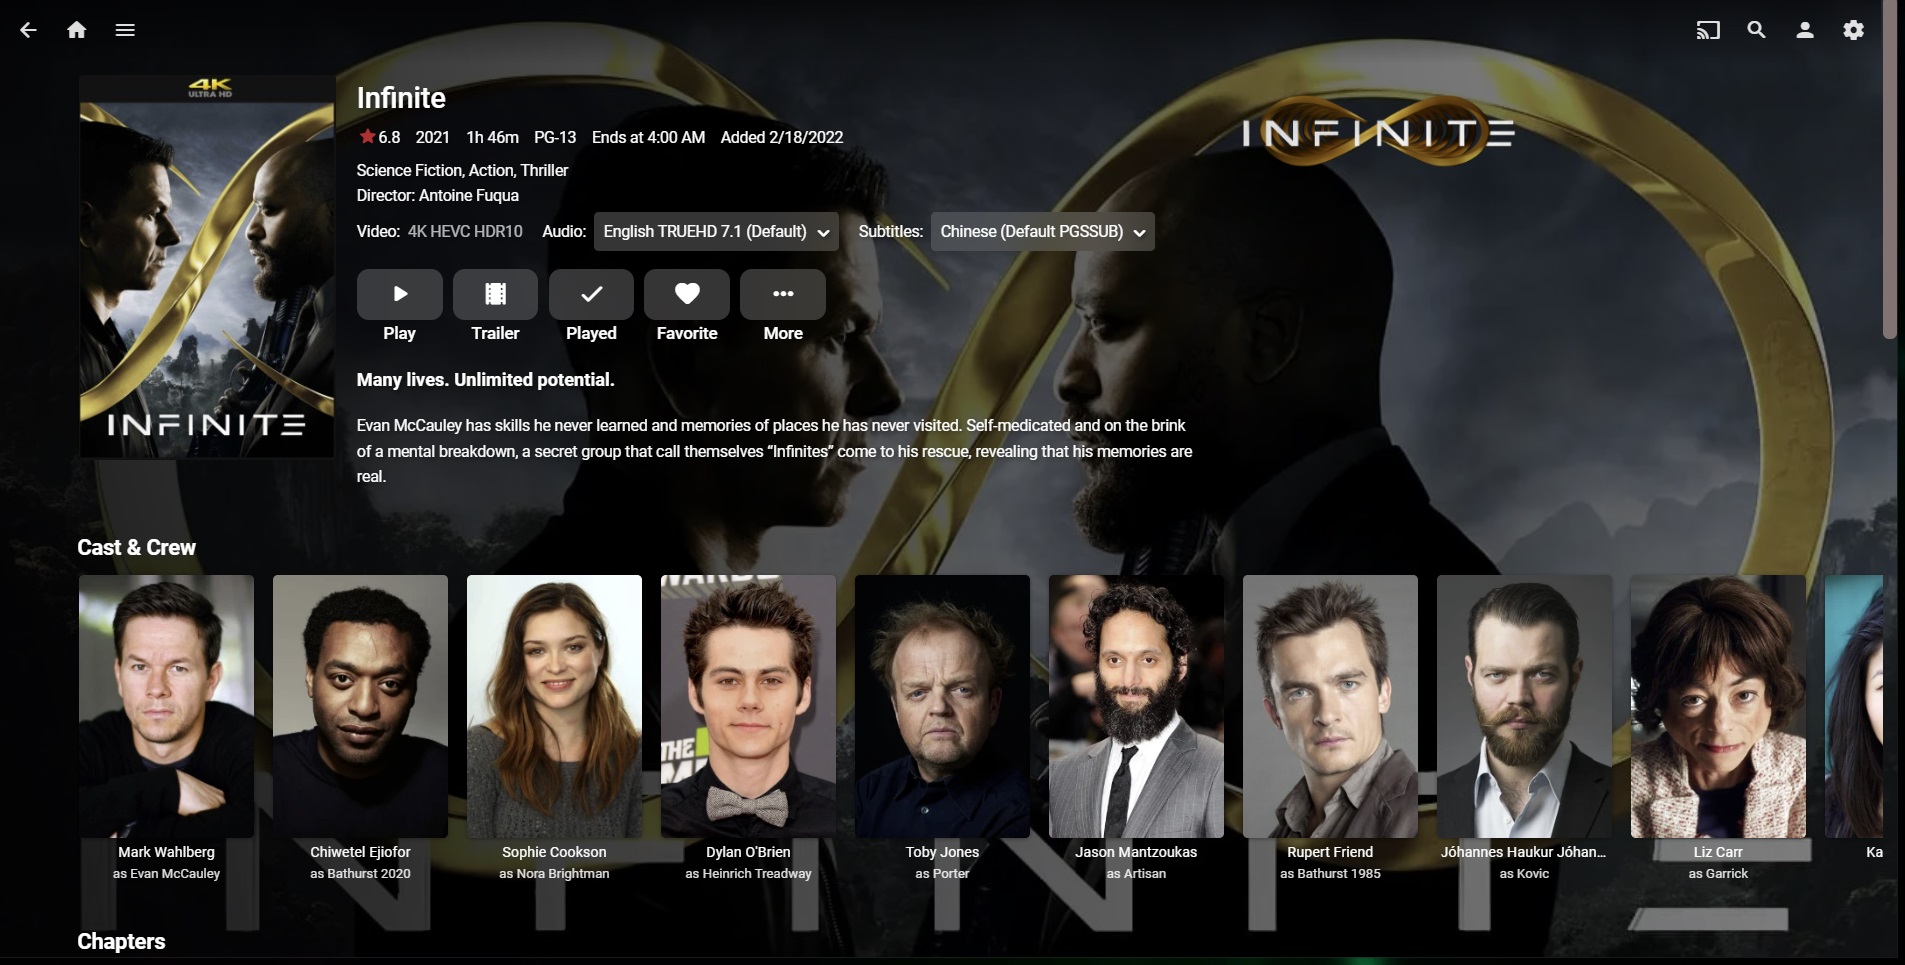 4K
ULTRA HD
INFINITE
Infinite
6.8 2021 1h 46m PG-13 Ends at 4:00 AM Added 2/18/2022
Science Fiction, Action, Thriller
Director: Antoine Fuqua
Video: 4K HEVC HDR10 Audio: English TRUEHD 7.1 (Default) Subtitles: Chinese (Default PGSSUB)
Play Trailer Played Favorite More
Many lives. Unlimited potential.
Evan McCauley has skills he never learned and memories of places he has never visited. Self-medicated and on the brink
of a mental breakdown, a secret group that call themselves “Infinites” come to his rescue, revealing that his memories are
real.
INFINITE
Cast & Crew
THE
Mark Wahlberg Chiwetel Ejiofor Sophie Cookson Dylan O'Brien Toby Jones Jason Mantzoukas Rupert Friend Jóhannes Haukur Jóhan... Liz Carr Ka
as Evan McCauley as Bathurst 2020 as Nora Brightman as Heinrich Treadway as Porter as Artisan as Bathurst 1985 as Kovic as Garrick
INFINITE
Chapters